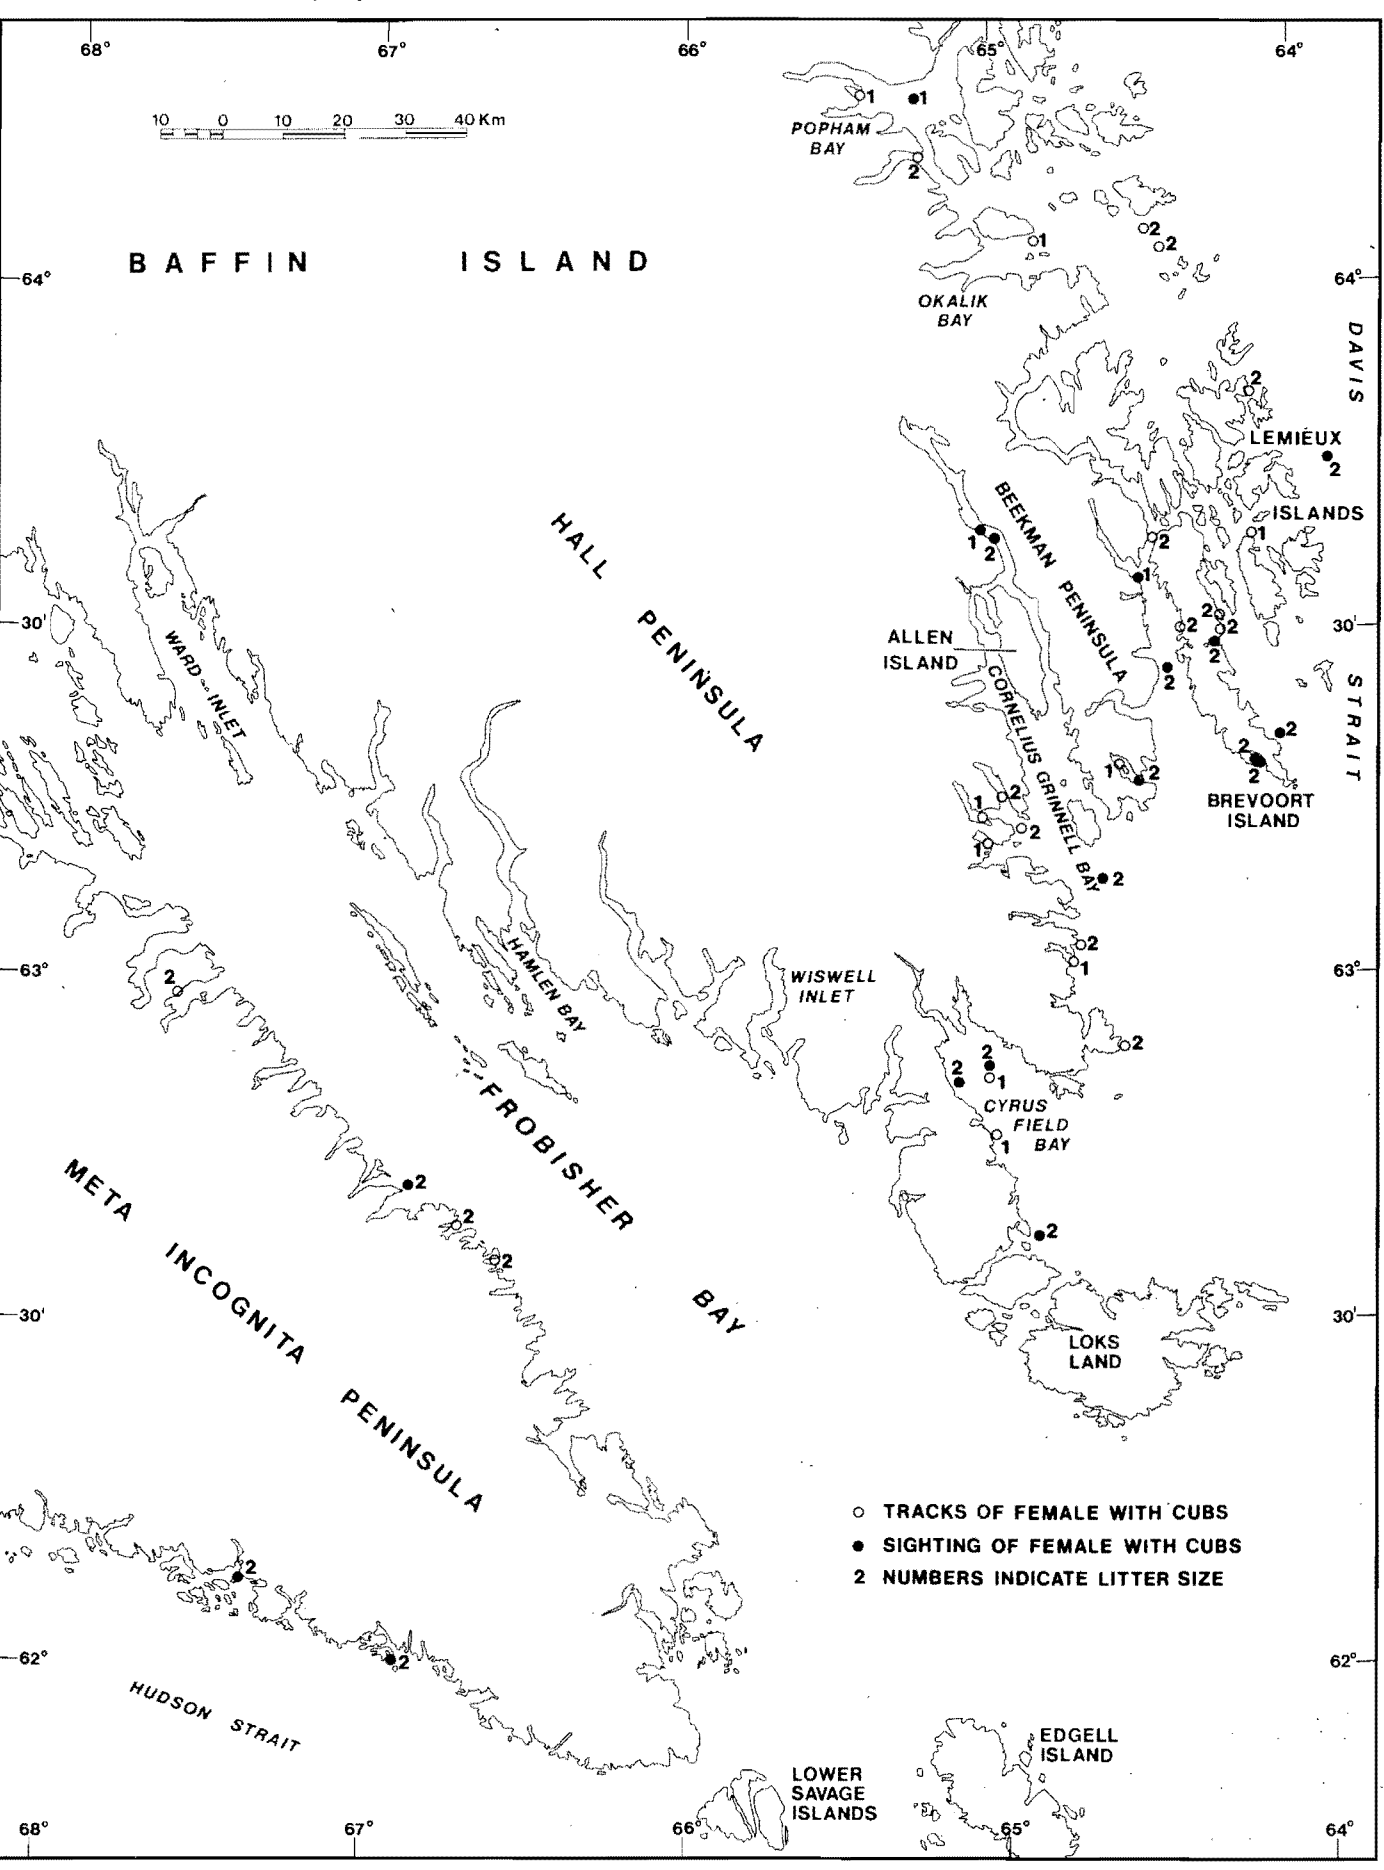 68° 67° 66° 65° 64°
10 0 10 20 30 40 Km
1 1
POPHAM
BAY
2
1 2
2
BAFFIN ISLAND
64° 64°
OKALIK
BAY
DAVIS
STRAIT
2
LEMIEUX
2
ISLANDS
1
HALL
PENINSULA
BEEKMAN PENINSULA
1 2
2
1
30' 30'
2 2 2
2
2
WARD INLET
ALLEN
ISLAND
CORNELIUS GRINNELL BAY
2
2
2
1 2
BREVOORT
ISLAND
1 2
2
1
2
2
1
63° 63°
2
HAMLEN BAY
WISWELL
INLET
2
2
2
1
CYRUS
FIELD
BAY
1
FROBISHER
BAY
META
INCOGNITA
PENINSULA
2
2
2
2
30' 30'
LOKS
LAND
TRACKS OF FEMALE WITH CUBS
SIGHTING OF FEMALE WITH CUBS
2 NUMBERS INDICATE LITTER SIZE
2
2
62° 62°
HUDSON STRAIT
EDGELL
ISLAND
LOWER
SAVAGE
ISLANDS
68° 67° 66° 65° 64°